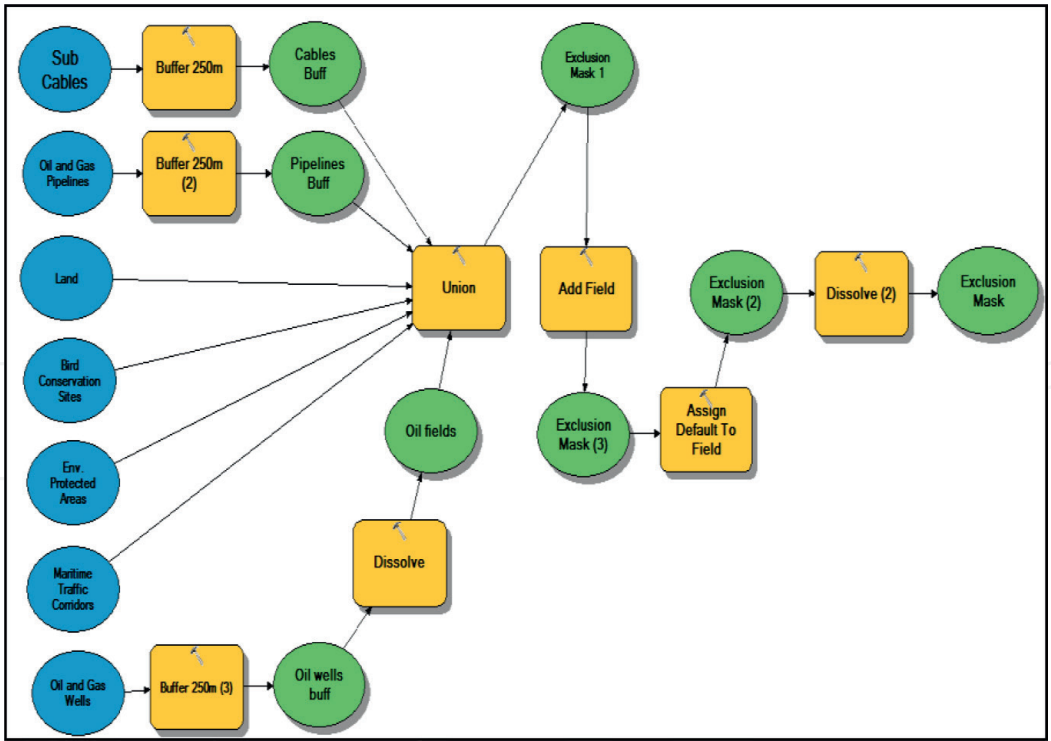 Sub
Cables
Buffer 250m
Cables
Buff
Exclusion
Mask 1
Oil and Gas
Pipelines
Buffer 250m
(2)
Pipelines
Buff
Land
Union
Add Field
Exclusion
Mask (2)
Dissolve (2)
Exclusion
Mask
Bird
Conservation
Sites
Oil fields
Exclusion
Mask (3)
Assign
Default To
Field
Env.
Protected
Areas
Maritime
Traffic
Corridors
Dissolve
Oil and Gas
Wells
Buffer 250m (3)
Oil wells
buff